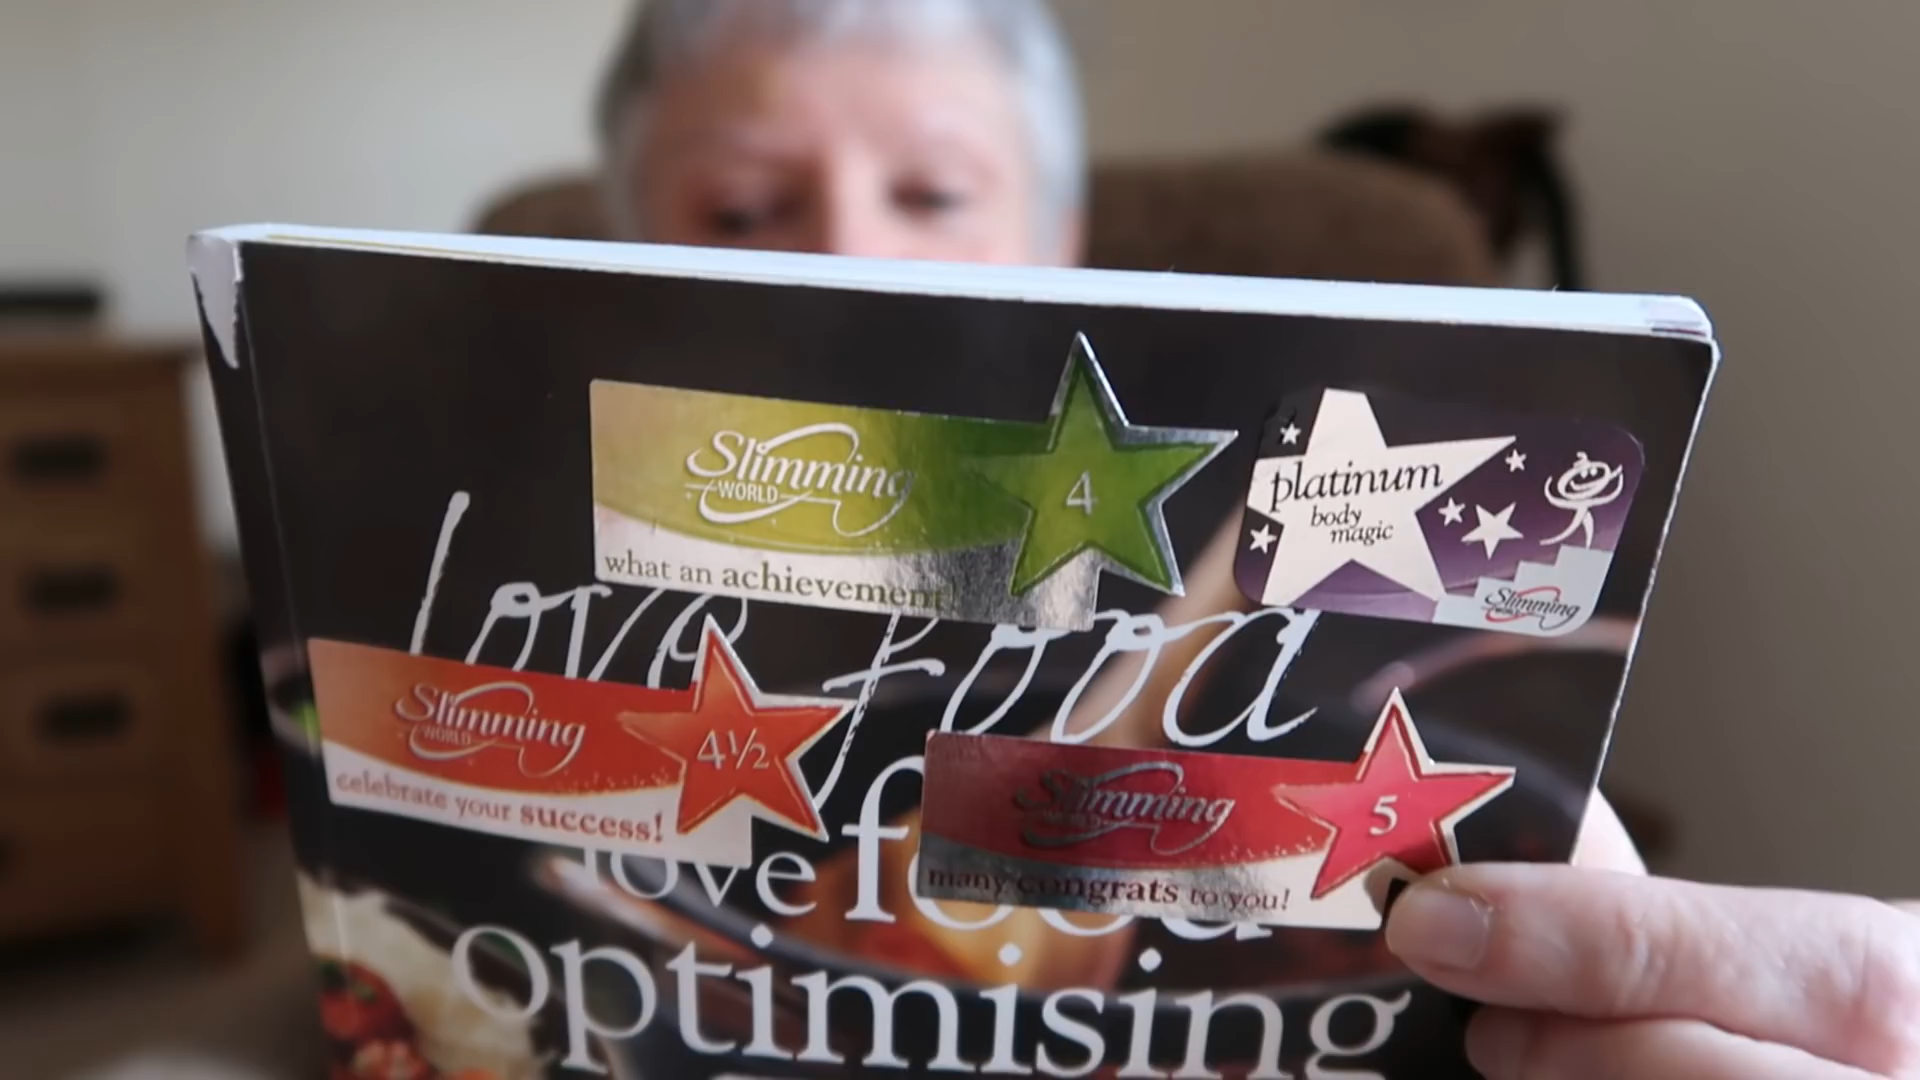 Slimming
WORLD
4
what an achievement!
platinum
body
magic
Slimming
WORLD
love food
Slimming
WORLD
4½
celebrate your success!
Slimming
WORLD
5
many congrats to you!
love food
optimising